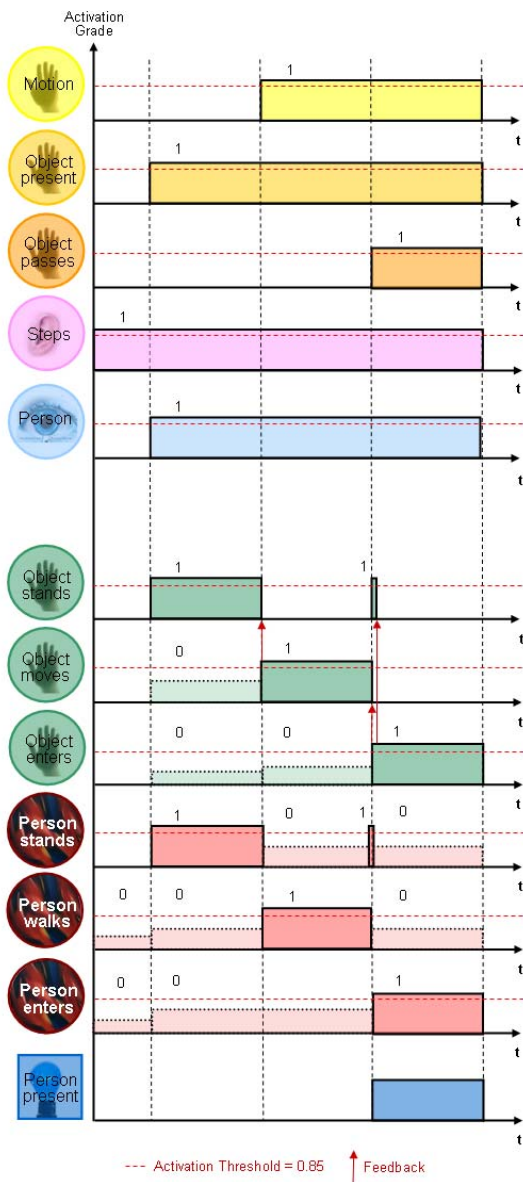 Activation
Grade
Motion
1
t
Object
present
1
t
Object
passes
1
t
Steps
1
t
Person
1
t
Object
stands
1 1
t
Object
moves
0 1
t
Object
enters
0 0 1
t
Person
stands
1 0 1 0
t
Person
walks
0 0 1 0
t
Person
enters
0 0 1
t
Person
present
t
Activation Threshold = 0.85 Feedback